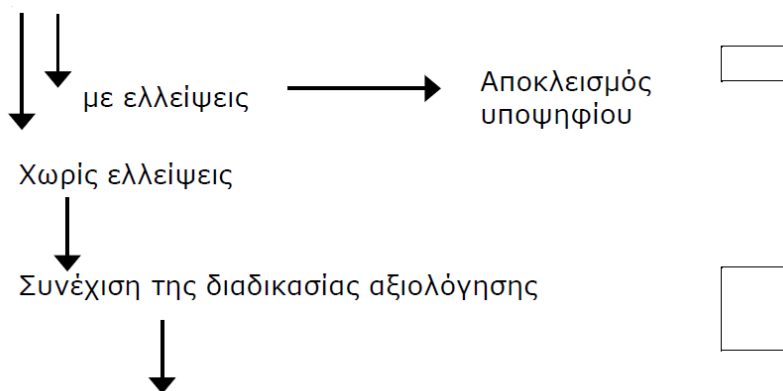 με ελλείψεις
Αποκλεισμός
υποψηφίου
Χωρίς ελλείψεις
Συνέχιση της διαδικασίας αξιολόγησης